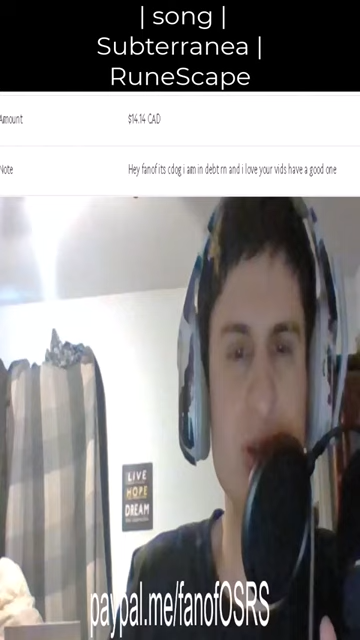 | song |
Subterranea |
RuneScape
Amount
$14.14 CAD
Note
Hey fanof its cdog i am in debt rn and i love your vids have a good one
LIVE
HOPE
DREAM
paypal.me/fanofOSRS